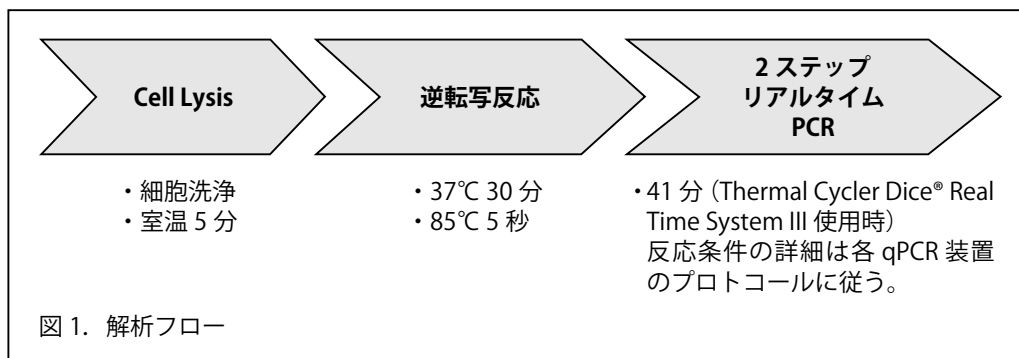 Cell Lysis
逆転写反応
2 ステップ
リアルタイム
PCR
・細胞洗浄
・室温 5 分
・37℃ 30 分
・85℃ 5 秒
・41 分（Thermal Cycler Dice® Real
Time System III 使用時）
反応条件の詳細は各 qPCR 装置
のプロトコールに従う。
図 1. 解析フロー